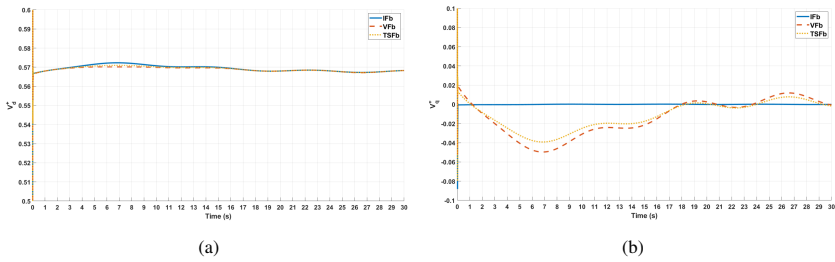 0.6
0.59
0.58
0.57
0.56
0.55
0.54
0.53
0.52
0.51
0.5
V*d
0 1 2 3 4 5 6 7 8 9 10 11 12 13 14 15 16 17 18 19 20 21 22 23 24 25 26 27 28 29 30
Time (s)
IFb
VFb
TSFb
(a)
0.1
0.08
0.06
0.04
0.02
0
-0.02
-0.04
-0.06
-0.08
-0.1
V*q
0 1 2 3 4 5 6 7 8 9 10 11 12 13 14 15 16 17 18 19 20 21 22 23 24 25 26 27 28 29 30
Time (s)
IFb
VFb
TSFb
(b)